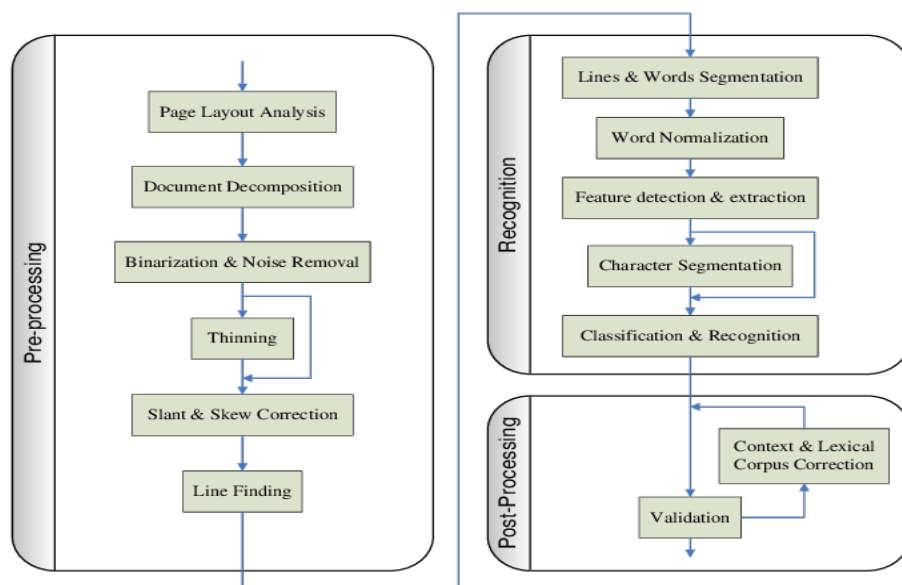 Pre-processing
Page Layout Analysis
Document Decomposition
Binarization & Noise Removal
Thinning
Slant & Skew Correction
Line Finding
Recognition
Lines & Words Segmentation
Word Normalization
Feature detection & extraction
Character Segmentation
Classification & Recognition
Post-Processing
Context & Lexical
Corpus Correction
Validation